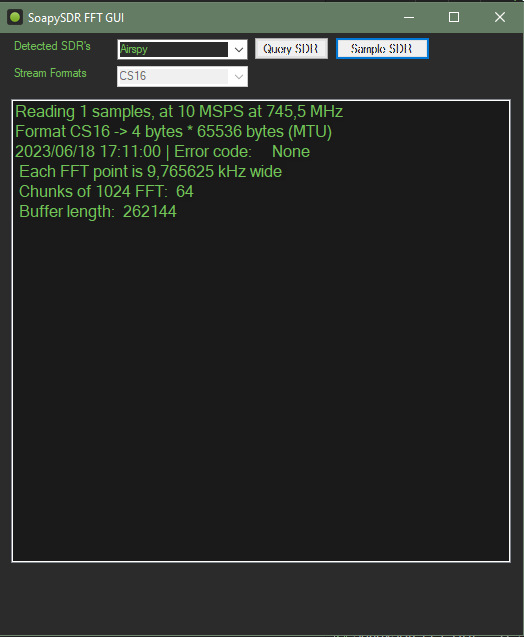 SoapySDR FFT GUI
Detected SDR's Airspy Query SDR Sample SDR
Stream Formats CS16
Reading 1 samples, at 10 MSPS at 745,5 MHz
Format CS16 -> 4 bytes * 65536 bytes (MTU)
2023/06/18 17:11:00 | Error code: None
Each FFT point is 9,765625 kHz wide
Chunks of 1024 FFT: 64
Buffer length: 262144